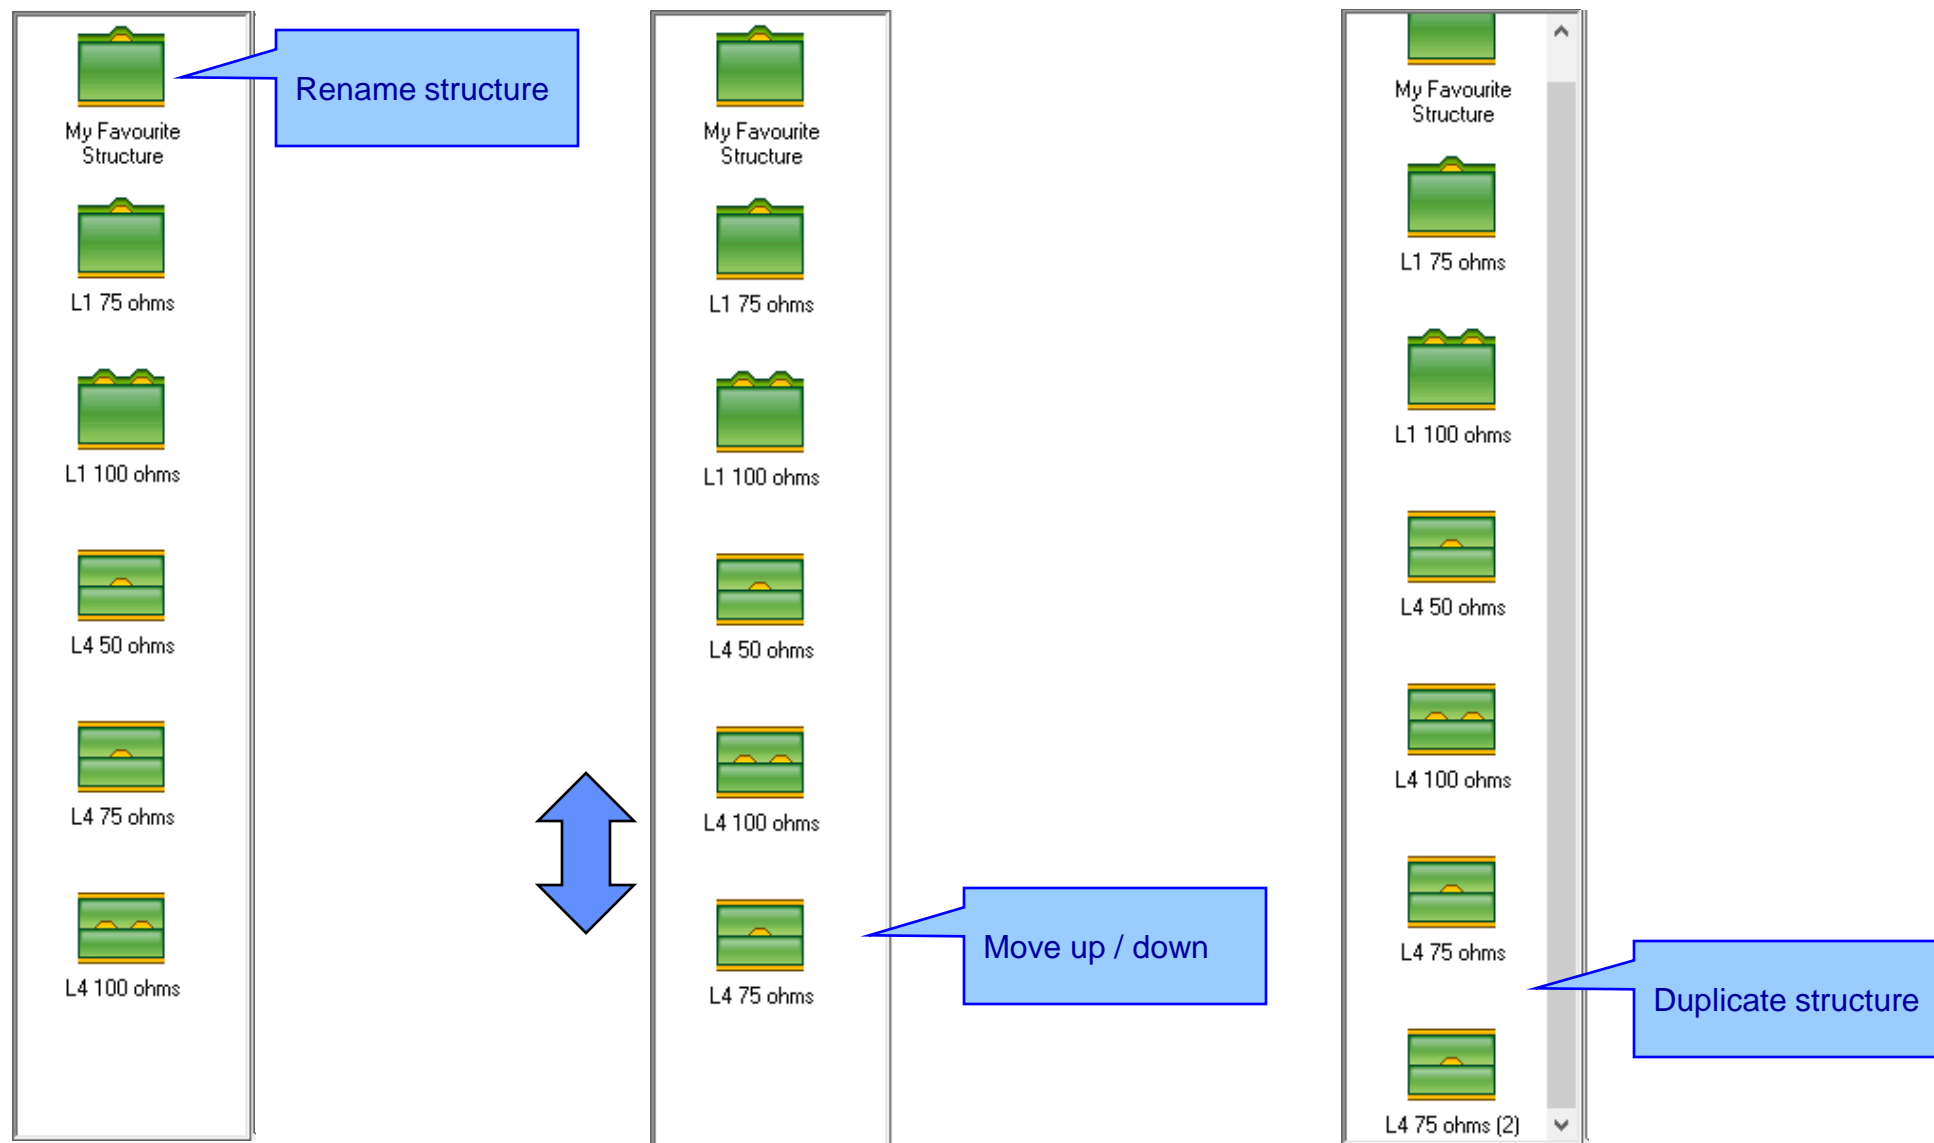 My Favourite
Structure
L1 75 ohms
L1 100 ohms
L4 50 ohms
L4 75 ohms
L4 100 ohms
Rename structure
My Favourite
Structure
L1 75 ohms
L1 100 ohms
L4 50 ohms
L4 100 ohms
L4 75 ohms
Move up / down
My Favourite
Structure
L1 75 ohms
L1 100 ohms
L4 50 ohms
L4 100 ohms
L4 75 ohms
L4 75 ohms (2)
Duplicate structure